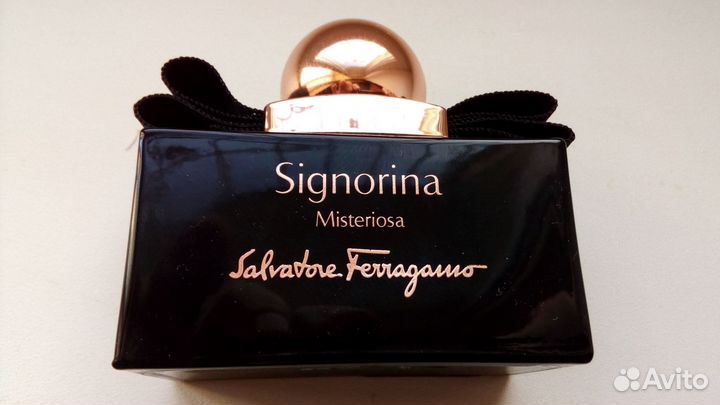 Signorina
Misteriosa
Salvatore Ferragamo
Avito